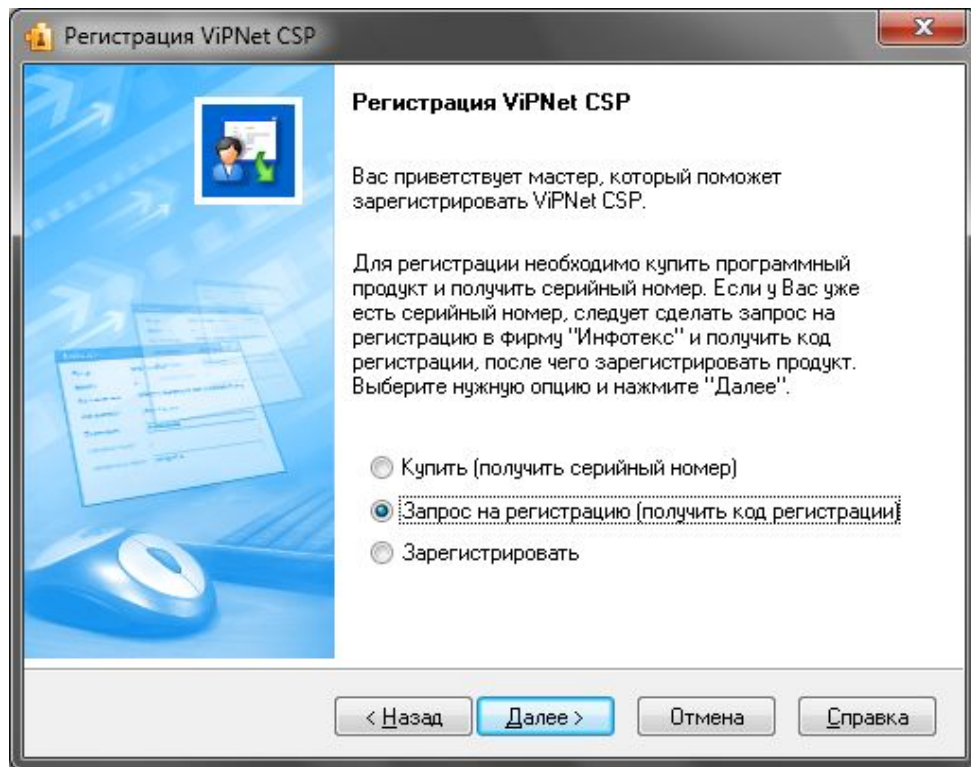 Регистрация ViPNet CSP
Регистрация ViPNet CSP
Вас приветствует мастер, который поможет
зарегистрировать ViPNet CSP.
Для регистрации необходимо купить программный
продукт и получить серийный номер. Если у Вас уже
есть серийный номер, следует сделать запрос на
регистрацию в фирму "Инфотекс" и получить код
регистрации, после чего зарегистрировать продукт.
Выберите нужную опцию и нажмите "Далее".
Купить (получить серийный номер)
Запрос на регистрацию (получить код регистрации)
Зарегистрировать
< Назад Далее > Отмена Справка